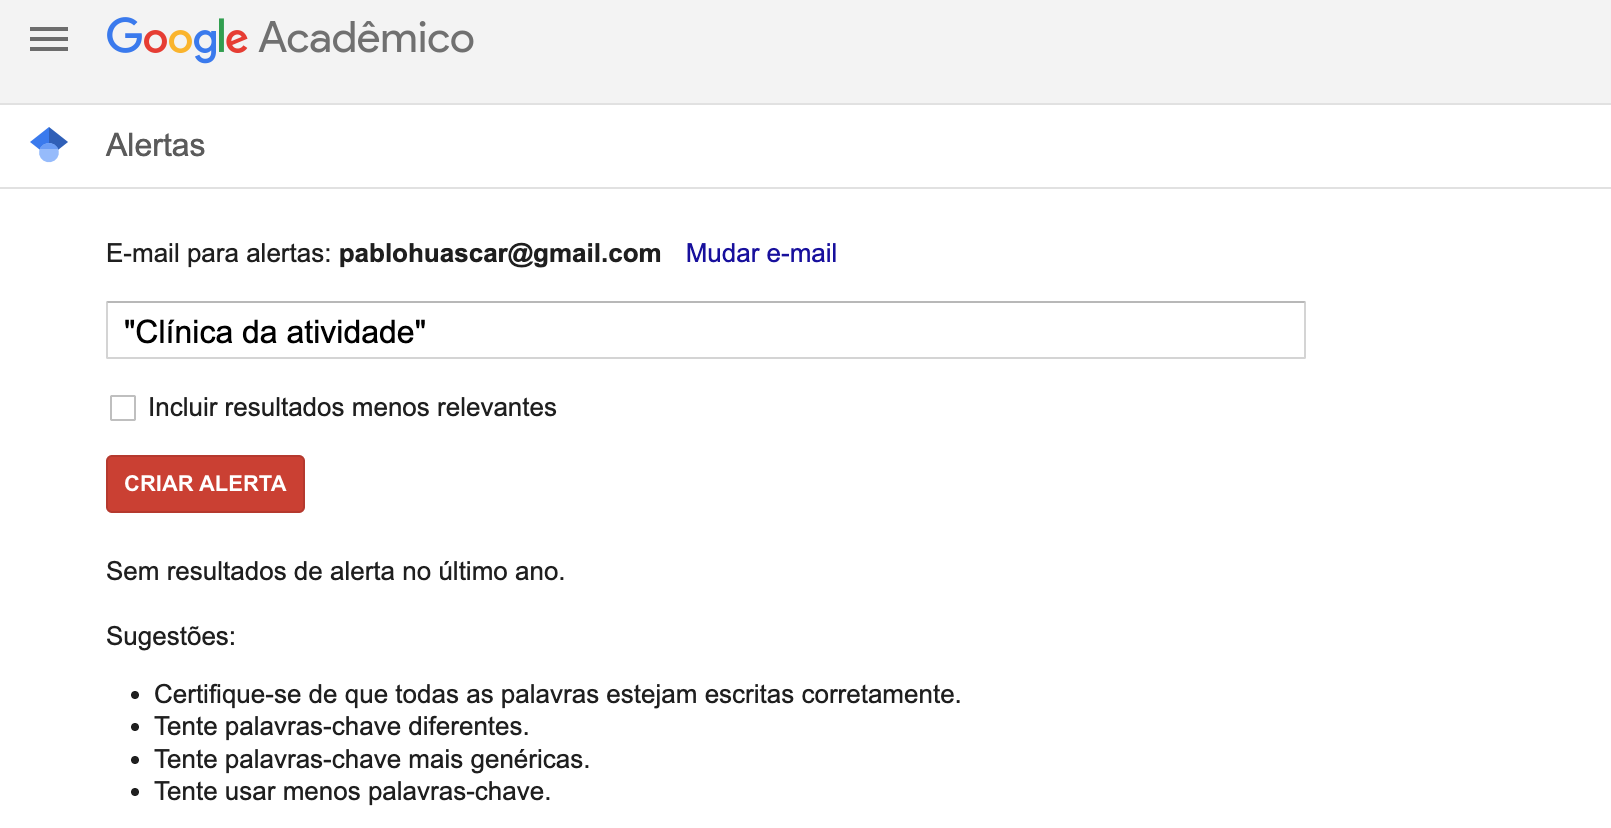 Google Acadêmico
Alertas
E-mail para alertas: pablohuascar@gmail.com Mudar e-mail
"Clínica da atividade"
Incluir resultados menos relevantes
CRIAR ALERTA
Sem resultados de alerta no último ano.
Sugestões:
• Certifique-se de que todas as palavras estejam escritas corretamente.
• Tente palavras-chave diferentes.
• Tente palavras-chave mais genéricas.
• Tente usar menos palavras-chave.